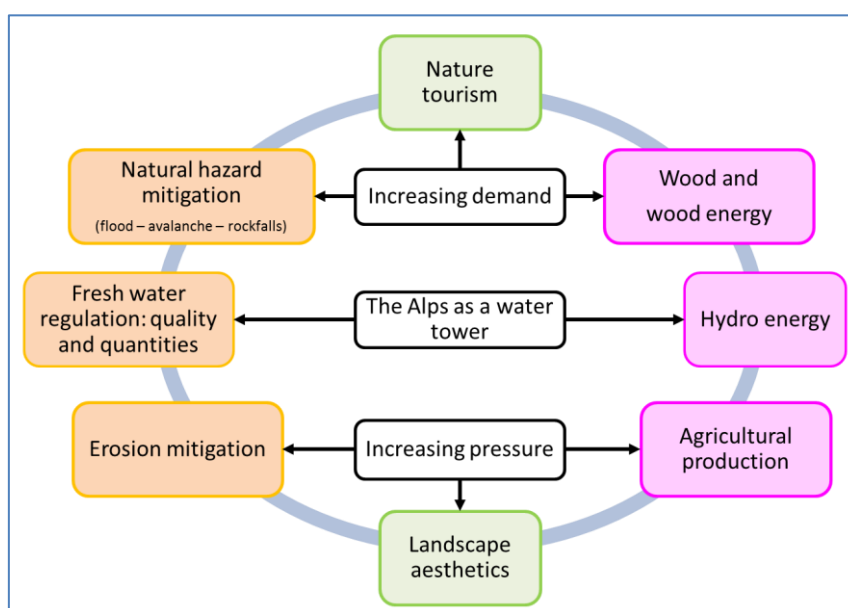 Nature
tourism
Natural hazard
mitigation
(flood – avalanche – rockfalls)
Increasing demand
Wood and
wood energy
Fresh water
regulation: quality
and quantities
The Alps as a water
tower
Hydro energy
Erosion mitigation
Increasing pressure
Agricultural
production
Landscape
aesthetics